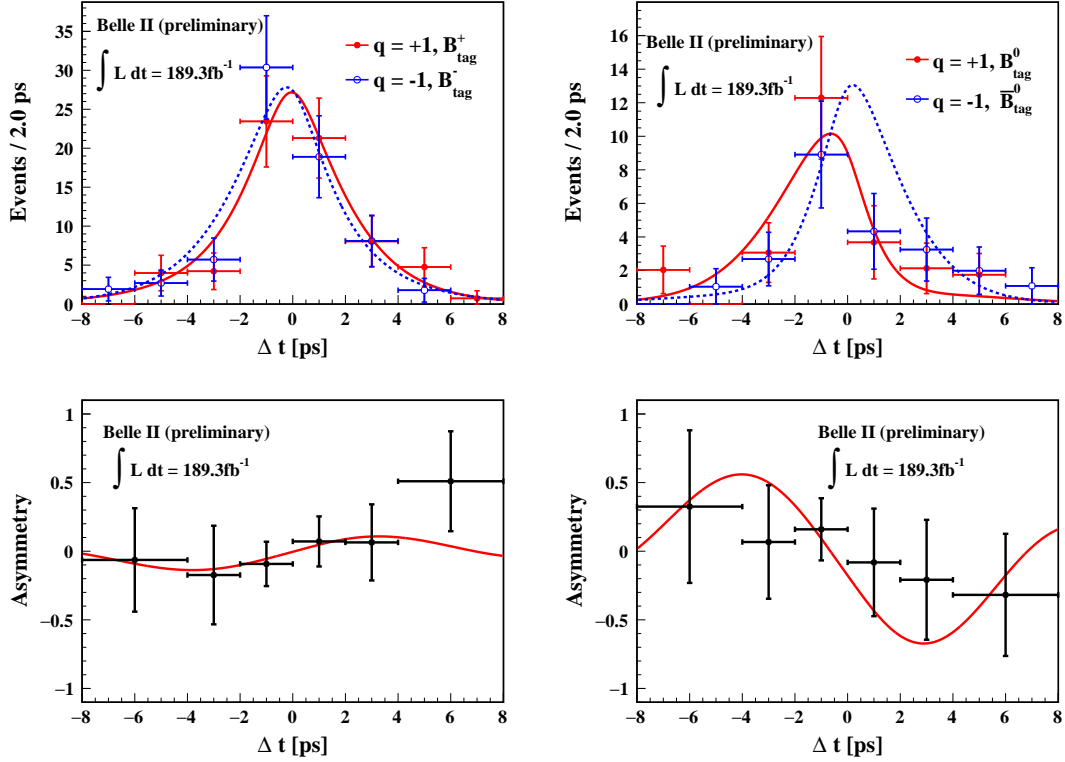 Belle II (preliminary)
∫ L dt = 189.3fb⁻¹
q = +1, B⁺tag
q = -1, B⁻tag
Events / 2.0 ps
35
30
25
20
15
10
5
0
−8 −6 −4 −2 0 2 4 6 8
Δ t [ps]
Belle II (preliminary)
∫ L dt = 189.3fb⁻¹
q = +1, B⁰tag
q = -1, B̅⁰tag
Events / 2.0 ps
16
14
12
10
8
6
4
2
0
−8 −6 −4 −2 0 2 4 6 8
Δ t [ps]
Belle II (preliminary)
∫ L dt = 189.3fb⁻¹
Asymmetry
1
0.5
0
−0.5
−1
−8 −6 −4 −2 0 2 4 6 8
Δ t [ps]
Belle II (preliminary)
∫ L dt = 189.3fb⁻¹
Asymmetry
1
0.5
0
−0.5
−1
−8 −6 −4 −2 0 2 4 6 8
Δ t [ps]